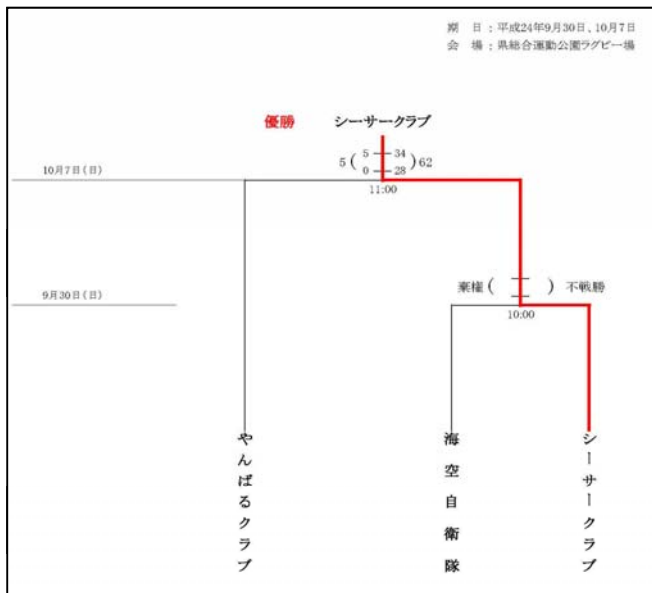 期 日：平成24年9月30日、10月7日
会 場：県総合運動公園ラグビー場
優勝 シーサークラブ
5 ( 5 － 34 ) 62
0 － 28
10月7日(日)
11:00
9月30日(日)
棄権 ( ) 不戦勝
10:00
やんばるクラブ
海空自衛隊
シーサークラブ